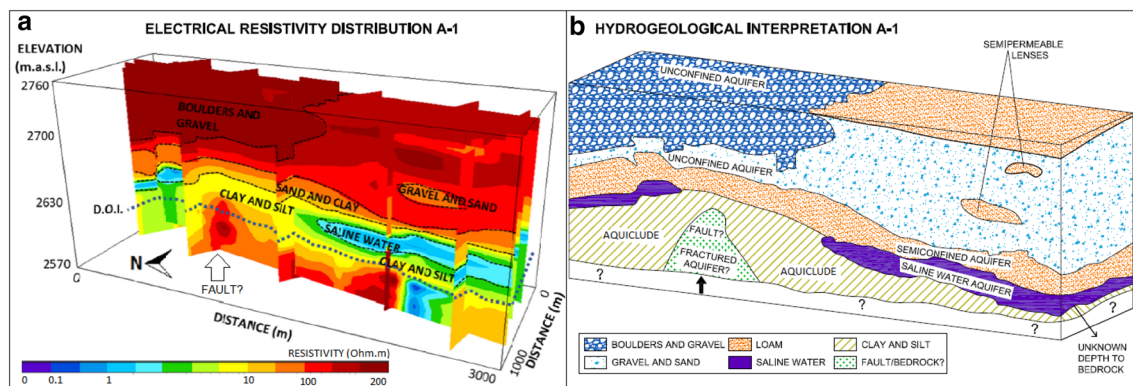 a
ELECTRICAL RESISTIVITY DISTRIBUTION A-1
ELEVATION
(m.a.s.l.)
2760
2700
2630
2570
BOULDERS AND
GRAVEL
SAND AND CLAY
GRAVEL AND SAND
CLAY AND SILT
SALINE WATER
CLAY AND SILT
D.O.I.
N
FAULT?
0
DISTANCE (m)
3000
1000
0
DISTANCE (m)
RESISTIVITY (Ohm.m)
0 0.1 1 10 100 200
b
HYDROGEOLOGICAL INTERPRETATION A-1
SEMIPERMEABLE
LENSES
UNCONFINED AQUIFER
UNCONFINED AQUIFER
AQUICLUDE
FAULT?
FRACTURED
AQUIFER?
AQUICLUDE
SEMICONFINED AQUIFER
SALINE WATER AQUIFER
? ? ? ? ?
UNKNOWN
DEPTH TO
BEDROCK
BOULDERS AND GRAVEL
LOAM
CLAY AND SILT
GRAVEL AND SAND
SALINE WATER
FAULT/BEDROCK?